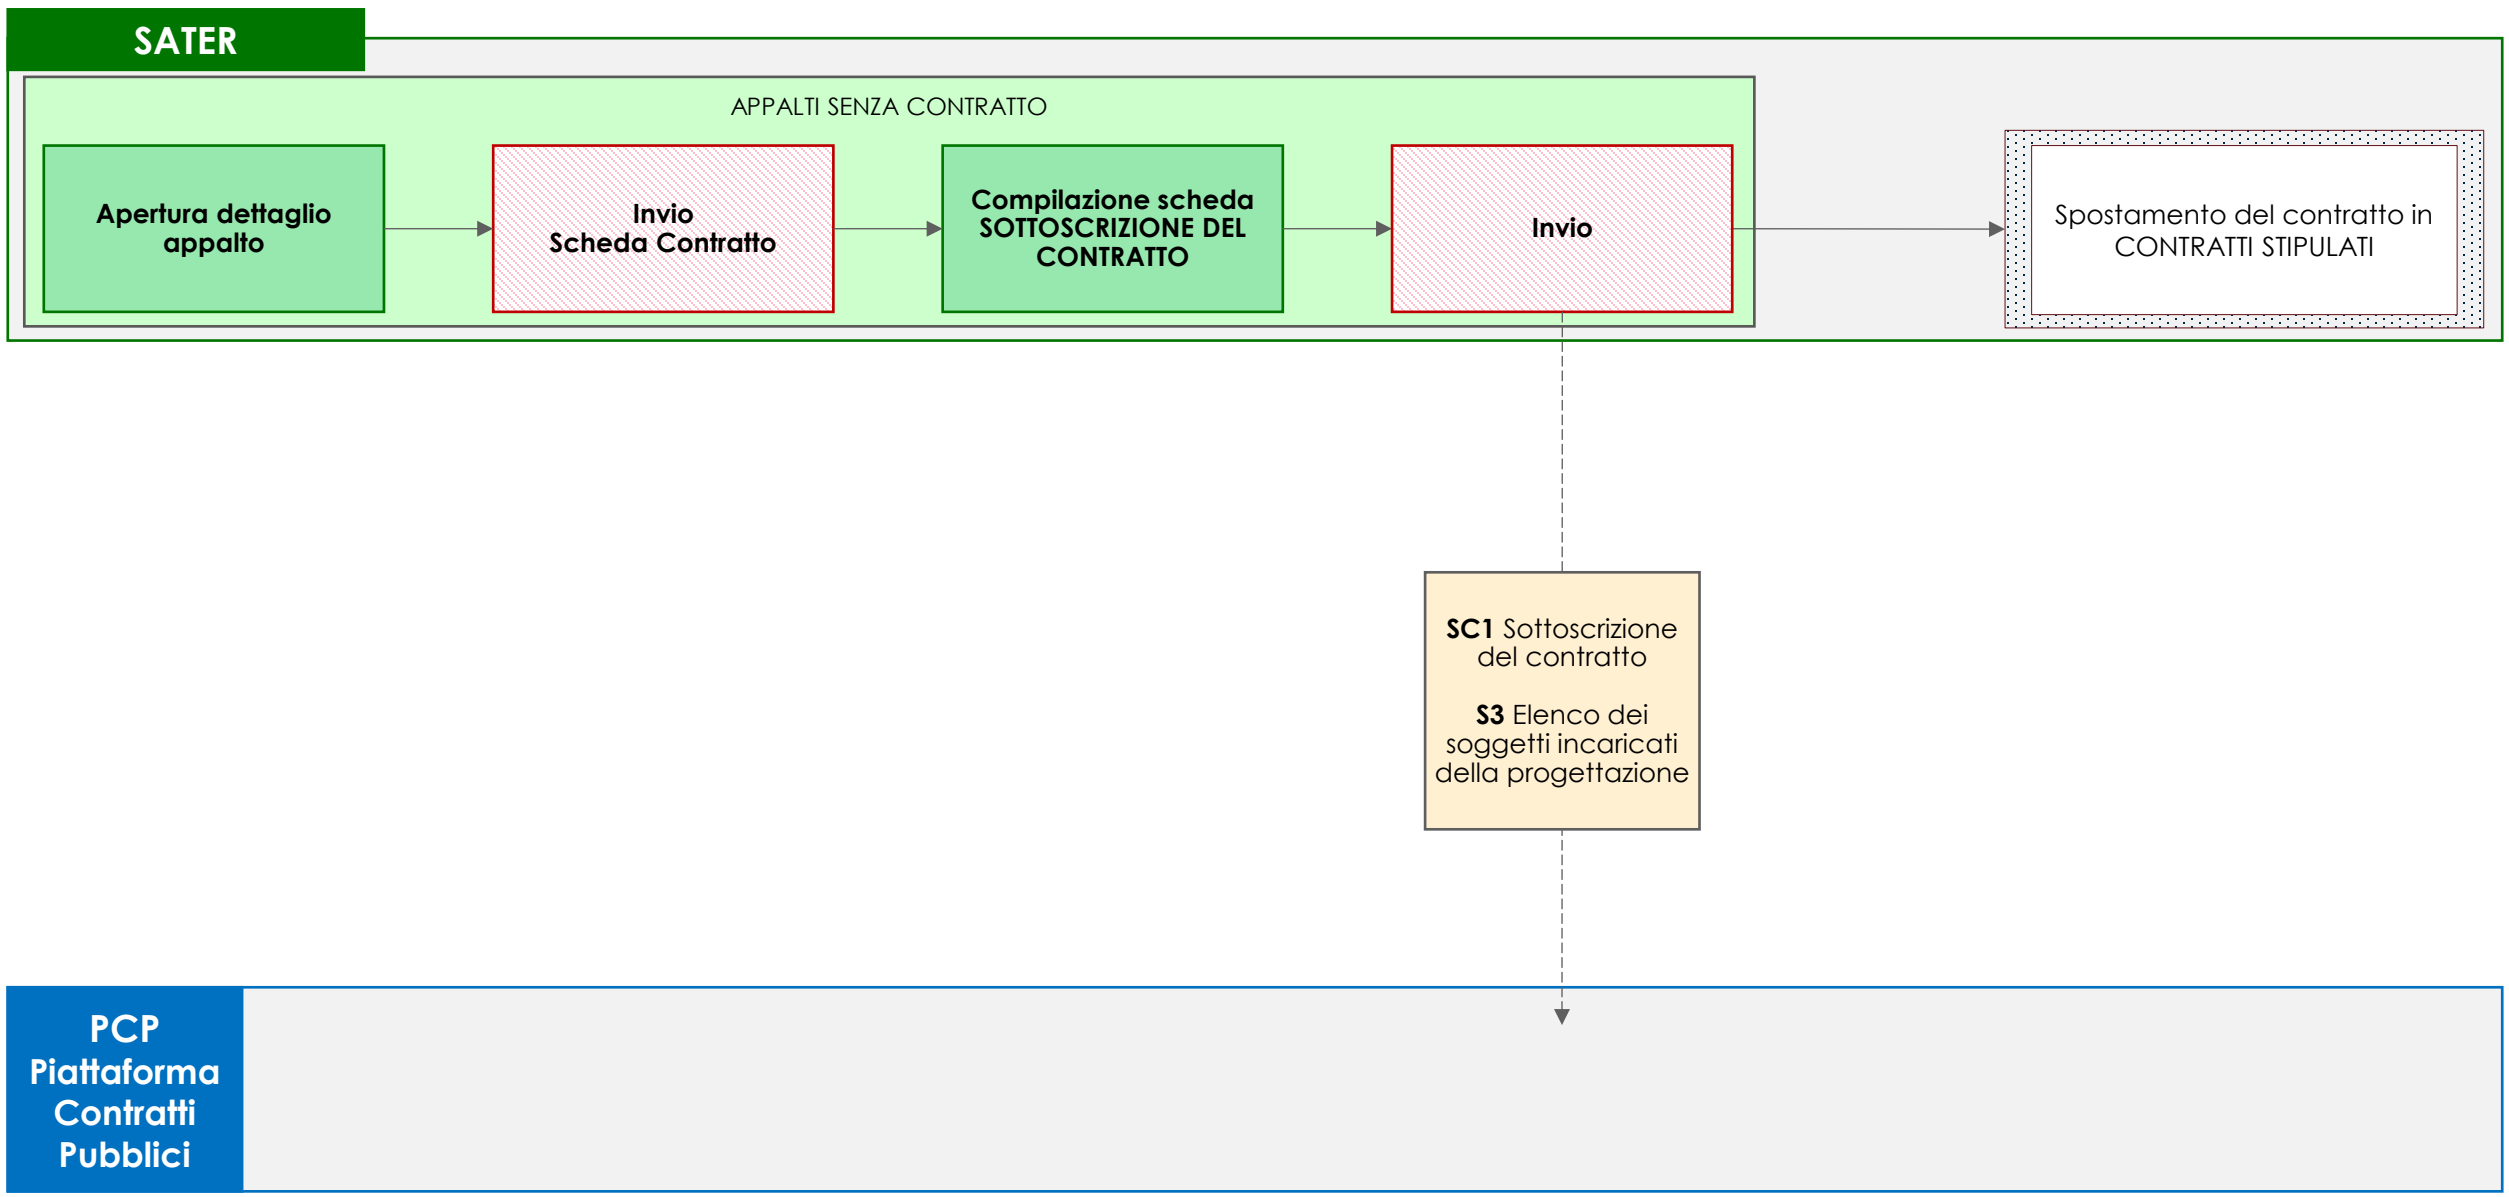 SATER
APPALTI SENZA CONTRATTO
Apertura dettaglio
appalto
Invio
Scheda Contratto
Compilazione scheda
SOTTOSCRIZIONE DEL
CONTRATTO
Invio
Spostamento del contratto in
CONTRATTI STIPULATI
SC1 Sottoscrizione
del contratto
S3 Elenco dei
soggetti incaricati
della progettazione
PCP
Piattaforma
Contratti
Pubblici